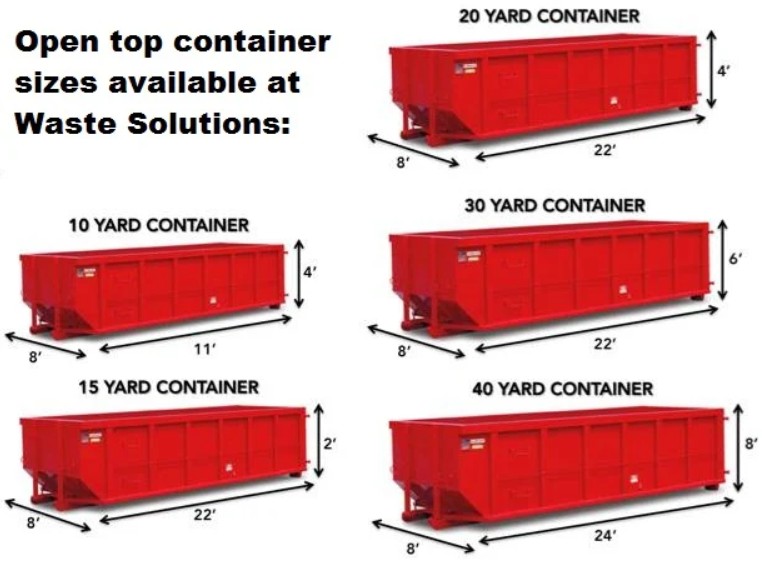 Open top container
sizes available at
Waste Solutions:
20 YARD CONTAINER
4′
8′
22′
10 YARD CONTAINER
4′
8′
11′
30 YARD CONTAINER
6′
8′
22′
15 YARD CONTAINER
2′
8′
22′
40 YARD CONTAINER
8′
8′
24′